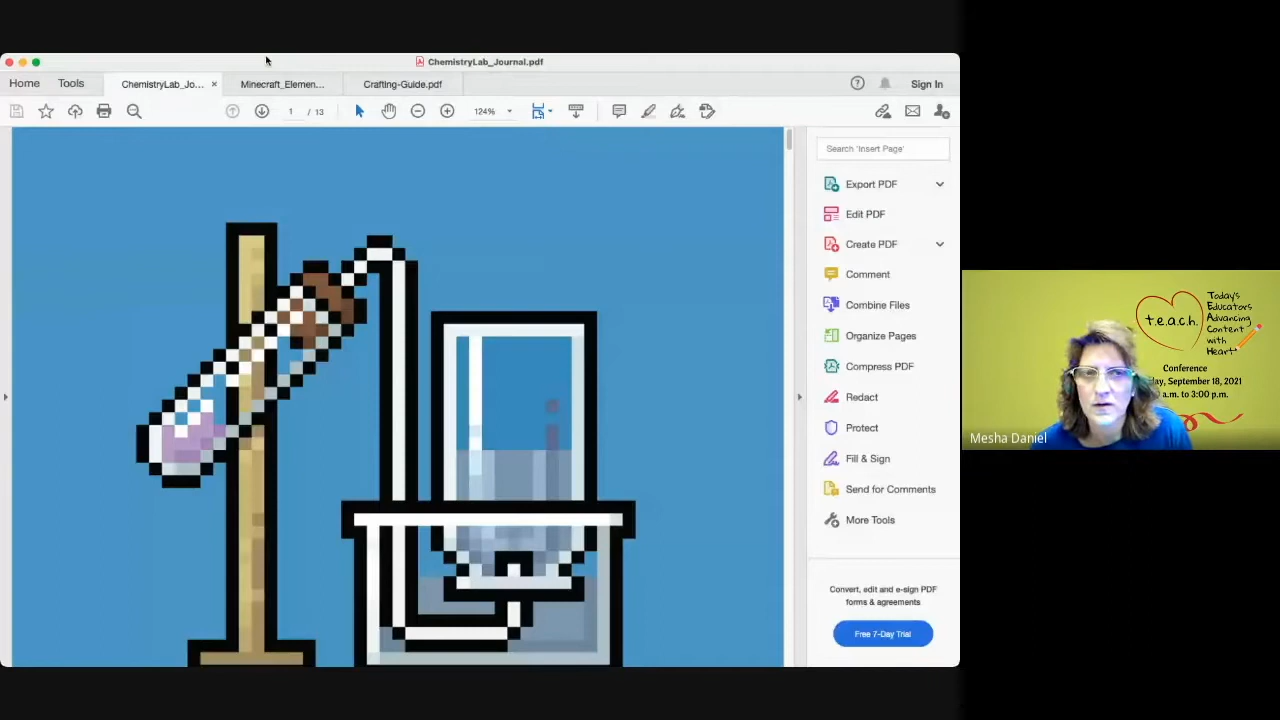 ChemistryLab_Journal.pdf
Home
Tools
ChemistryLab_Jo... ×
Minecraft_Elemen...
Crafting-Guide.pdf
Sign In
1 / 13
124%
Search 'Insert Page'
Export PDF
Edit PDF
Create PDF
Comment
Combine Files
Organize Pages
Compress PDF
Redact
Protect
Fill & Sign
Send for Comments
More Tools
Convert, edit and e-sign PDF
forms & agreements
Free 7-Day Trial
t.e.a.c.h.
Today's
Educators
Advancing
Content
with
Heart
Conference
ay, September 18, 2021
a.m. to 3:00 p.m.
Mesha Daniel